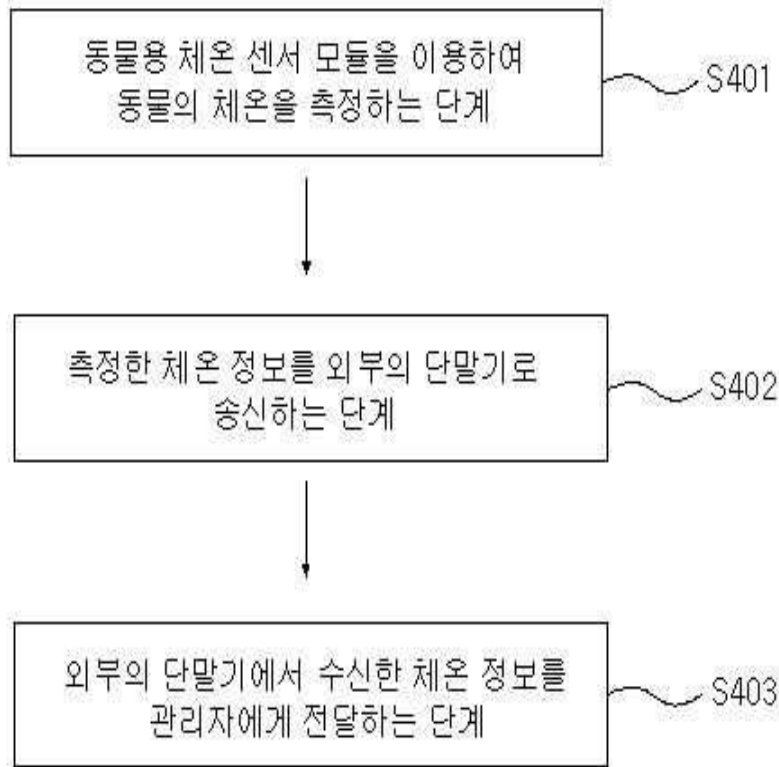 동물용 체온 센서 모듈을 이용하여
동물의 체온을 측정하는 단계
S401
측정한 체온 정보를 외부의 단말기로
송신하는 단계
S402
외부의 단말기에서 수신한 체온 정보를
관리자에게 전달하는 단계
S403